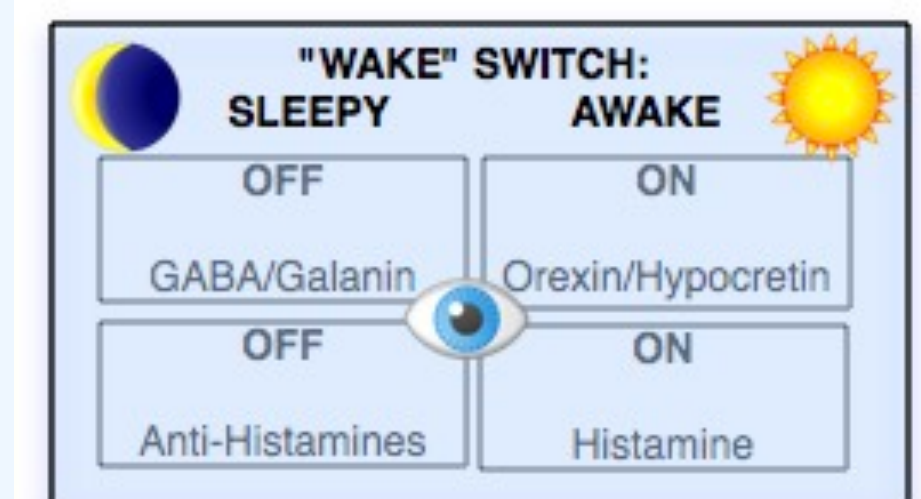 "WAKE" SWITCH:
SLEEPY AWAKE
OFF ON
GABA/Galanin Orexin/Hypocretin
OFF ON
Anti-Histamines Histamine